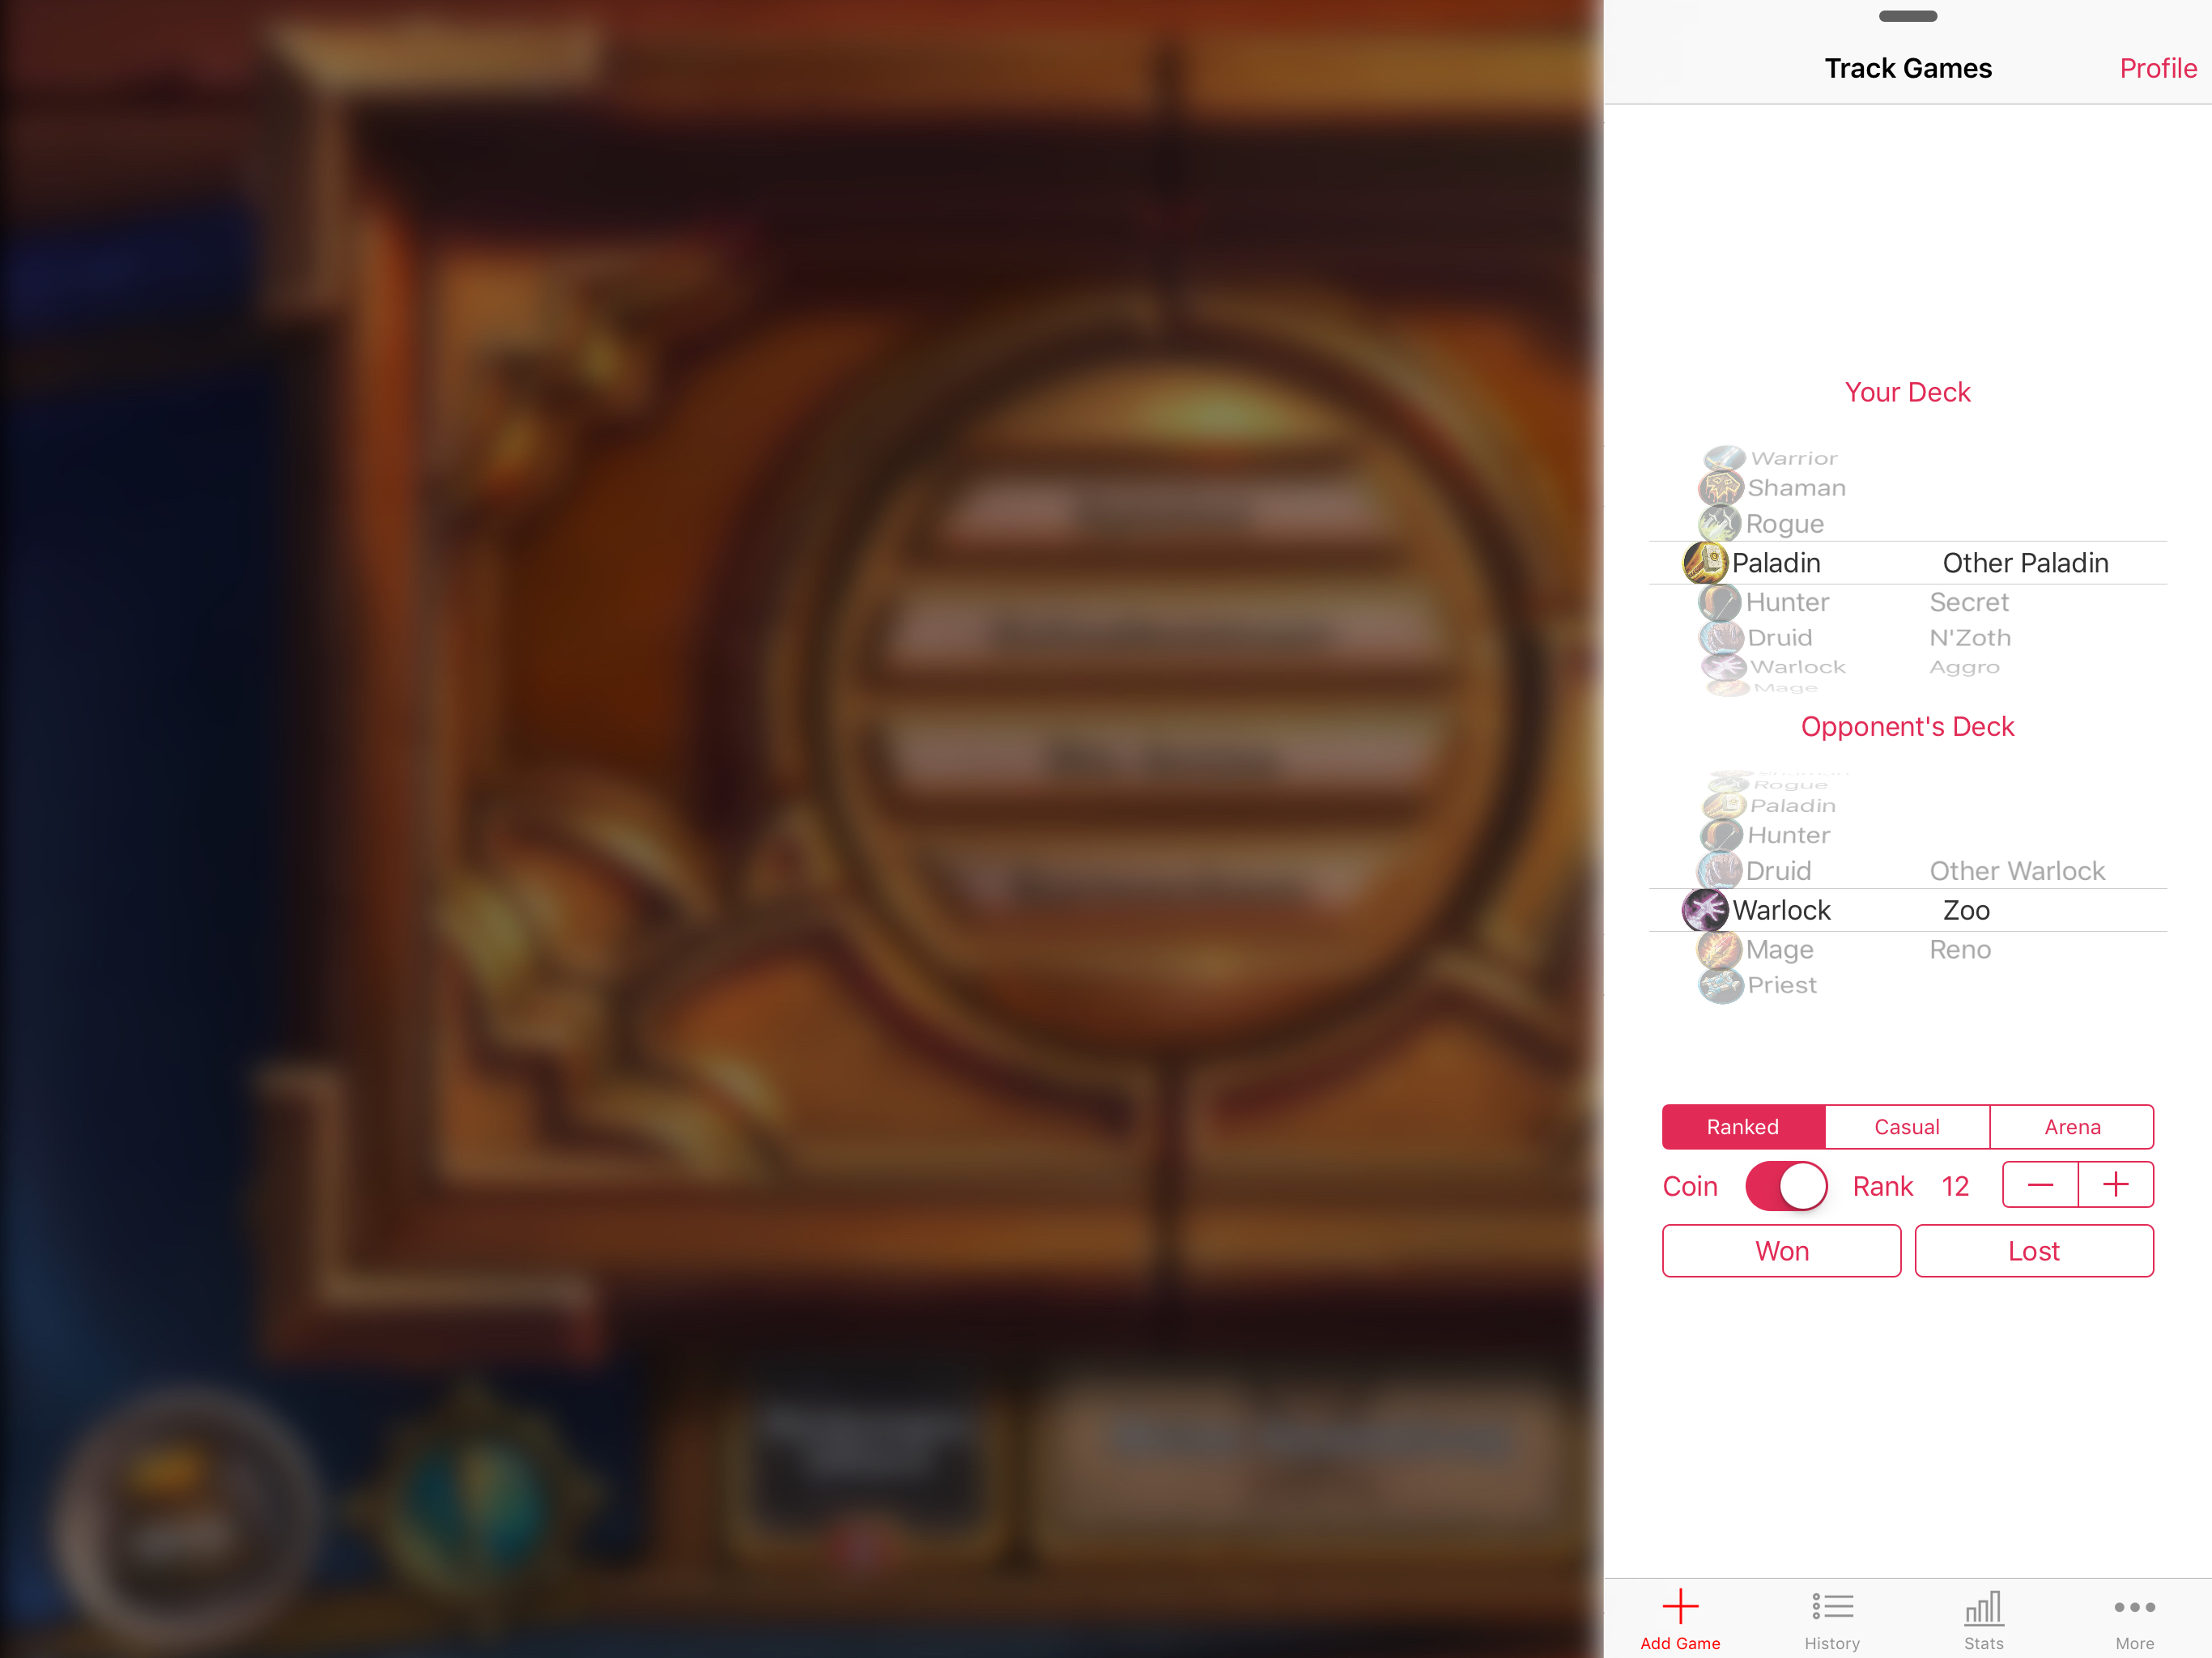 Track Games
Profile
Your Deck
Warrior
Shaman
Rogue
Paladin Other Paladin
Hunter Secret
Druid N'Zoth
Warlock Aggro
Mage
Opponent's Deck
Shaman
Rogue
Paladin
Hunter
Druid Other Warlock
Warlock Zoo
Mage Reno
Priest
Ranked Casual Arena
Coin Rank 12 − +
Won Lost
Add Game History Stats More